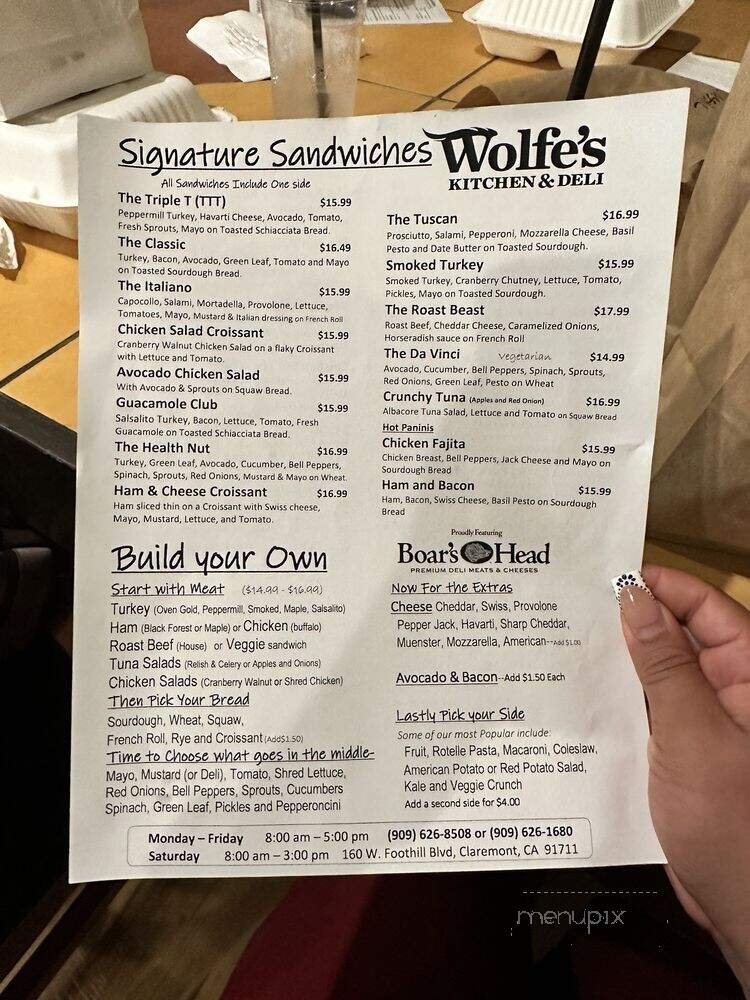 Signature Sandwiches
All Sandwiches Include One side
The Triple T (TTT) $15.99
Peppermill Turkey, Havarti Cheese, Avocado, Tomato,
Fresh Sprouts, Mayo on Toasted Schiacciata Bread.
The Classic $16.49
Turkey, Bacon, Avocado, Green Leaf, Tomato and Mayo
on Toasted Sourdough Bread.
The Italiano $15.99
Capocollo, Salami, Mortadella, Provolone, Lettuce,
Tomatoes, Mayo, Mustard & Italian dressing on French Roll
Chicken Salad Croissant $15.99
Cranberry Walnut Chicken Salad on a flaky Croissant
with Lettuce and Tomato.
Avocado Chicken Salad $15.99
With Avocado & Sprouts on Squaw Bread.
Guacamole Club $15.99
Salsalito Turkey, Bacon, Lettuce, Tomato, Fresh
Guacamole on Toasted Schiacciata Bread.
The Health Nut $16.99
Turkey, Green Leaf, Avocado, Cucumber, Bell Peppers,
Spinach, Sprouts, Red Onions, Mustard & Mayo on Wheat.
Ham & Cheese Croissant $16.99
Ham sliced thin on a Croissant with Swiss cheese,
Mayo, Mustard, Lettuce, and Tomato.
Wolfe's
KITCHEN & DELI
The Tuscan $16.99
Prosciutto, Salami, Pepperoni, Mozzarella Cheese, Basil
Pesto and Date Butter on Toasted Sourdough.
Smoked Turkey $15.99
Smoked Turkey, Cranberry Chutney, Lettuce, Tomato,
Pickles, Mayo on Toasted Sourdough.
The Roast Beast $17.99
Roast Beef, Cheddar Cheese, Caramelized Onions,
Horseradish sauce on French Roll
The Da Vinci Vegetarian $14.99
Avocado, Cucumber, Bell Peppers, Spinach, Sprouts,
Red Onions, Green Leaf, Pesto on Wheat
Crunchy Tuna (Apples and Red Onion) $16.99
Albacore Tuna Salad, Lettuce and Tomato on Squaw Bread
Hot Paninis
Chicken Fajita $15.99
Chicken Breast, Bell Peppers, Jack Cheese and Mayo on
Sourdough Bread
Ham and Bacon $15.99
Ham, Bacon, Swiss Cheese, Basil Pesto on Sourdough
Bread
Build your Own
Start with Meat ($14.99 - $16.99)
Turkey (Oven Gold, Peppermill, Smoked, Maple, Salsalito)
Ham (Black Forest or Maple) or Chicken (buffalo)
Roast Beef (House) or Veggie sandwich
Tuna Salads (Relish & Celery or Apples and Onions)
Chicken Salads (Cranberry Walnut or Shred Chicken)
Then Pick Your Bread
Sourdough, Wheat, Squaw,
French Roll, Rye and Croissant (Add$1.50)
Time to Choose what goes in the middle-
Mayo, Mustard (or Deli), Tomato, Shred Lettuce,
Red Onions, Bell Peppers, Sprouts, Cucumbers
Spinach, Green Leaf, Pickles and Pepperoncini
Proudly Featuring
Boar's Head
PREMIUM DELI MEATS & CHEESES
Now For the Extras
Cheese Cheddar, Swiss, Provolone
Pepper Jack, Havarti, Sharp Cheddar,
Muenster, Mozzarella, American--Add $1.00
Avocado & Bacon--Add $1.50 Each
Lastly Pick your Side
Some of our most Popular include:
Fruit, Rotelle Pasta, Macaroni, Coleslaw,
American Potato or Red Potato Salad,
Kale and Veggie Crunch
Add a second side for $4.00
Monday – Friday 8:00 am – 5:00 pm (909) 626-8508 or (909) 626-1680
Saturday 8:00 am – 3:00 pm 160 W. Foothill Blvd, Claremont, CA 91711
menupix